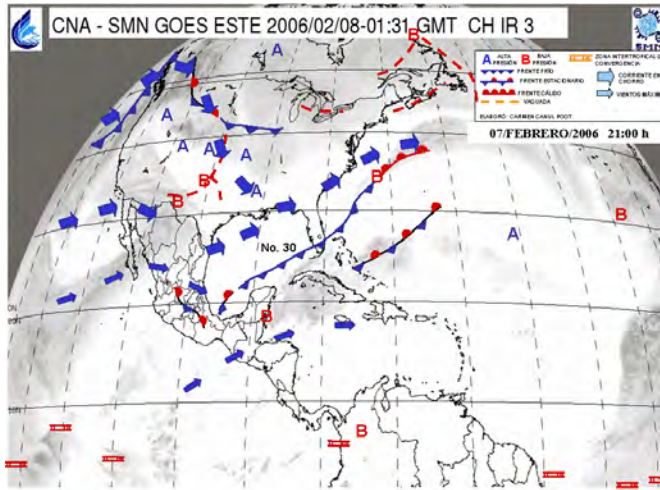 CNA - SMN GOES ESTE 2006/02/08-01:31 GMT CH IR 3
A ALTA PRESIÓN B BAJA PRESIÓN
ZONA INTERTROPICAL DE CONVERGENCIA
FRENTE FRÍO
FRENTE ESTACIONARIO
FRENTE CÁLIDO
VAGUADA
CORRIENTE EN CHORRO
VIENTOS MÁXIM
ELABORÓ CARMEN CANUL POOT
07/FEBRERO/2006 21:00 h
SMN
B
A
B
A
A
A
A
A
B
B
B
A
B
No. 30
B
B